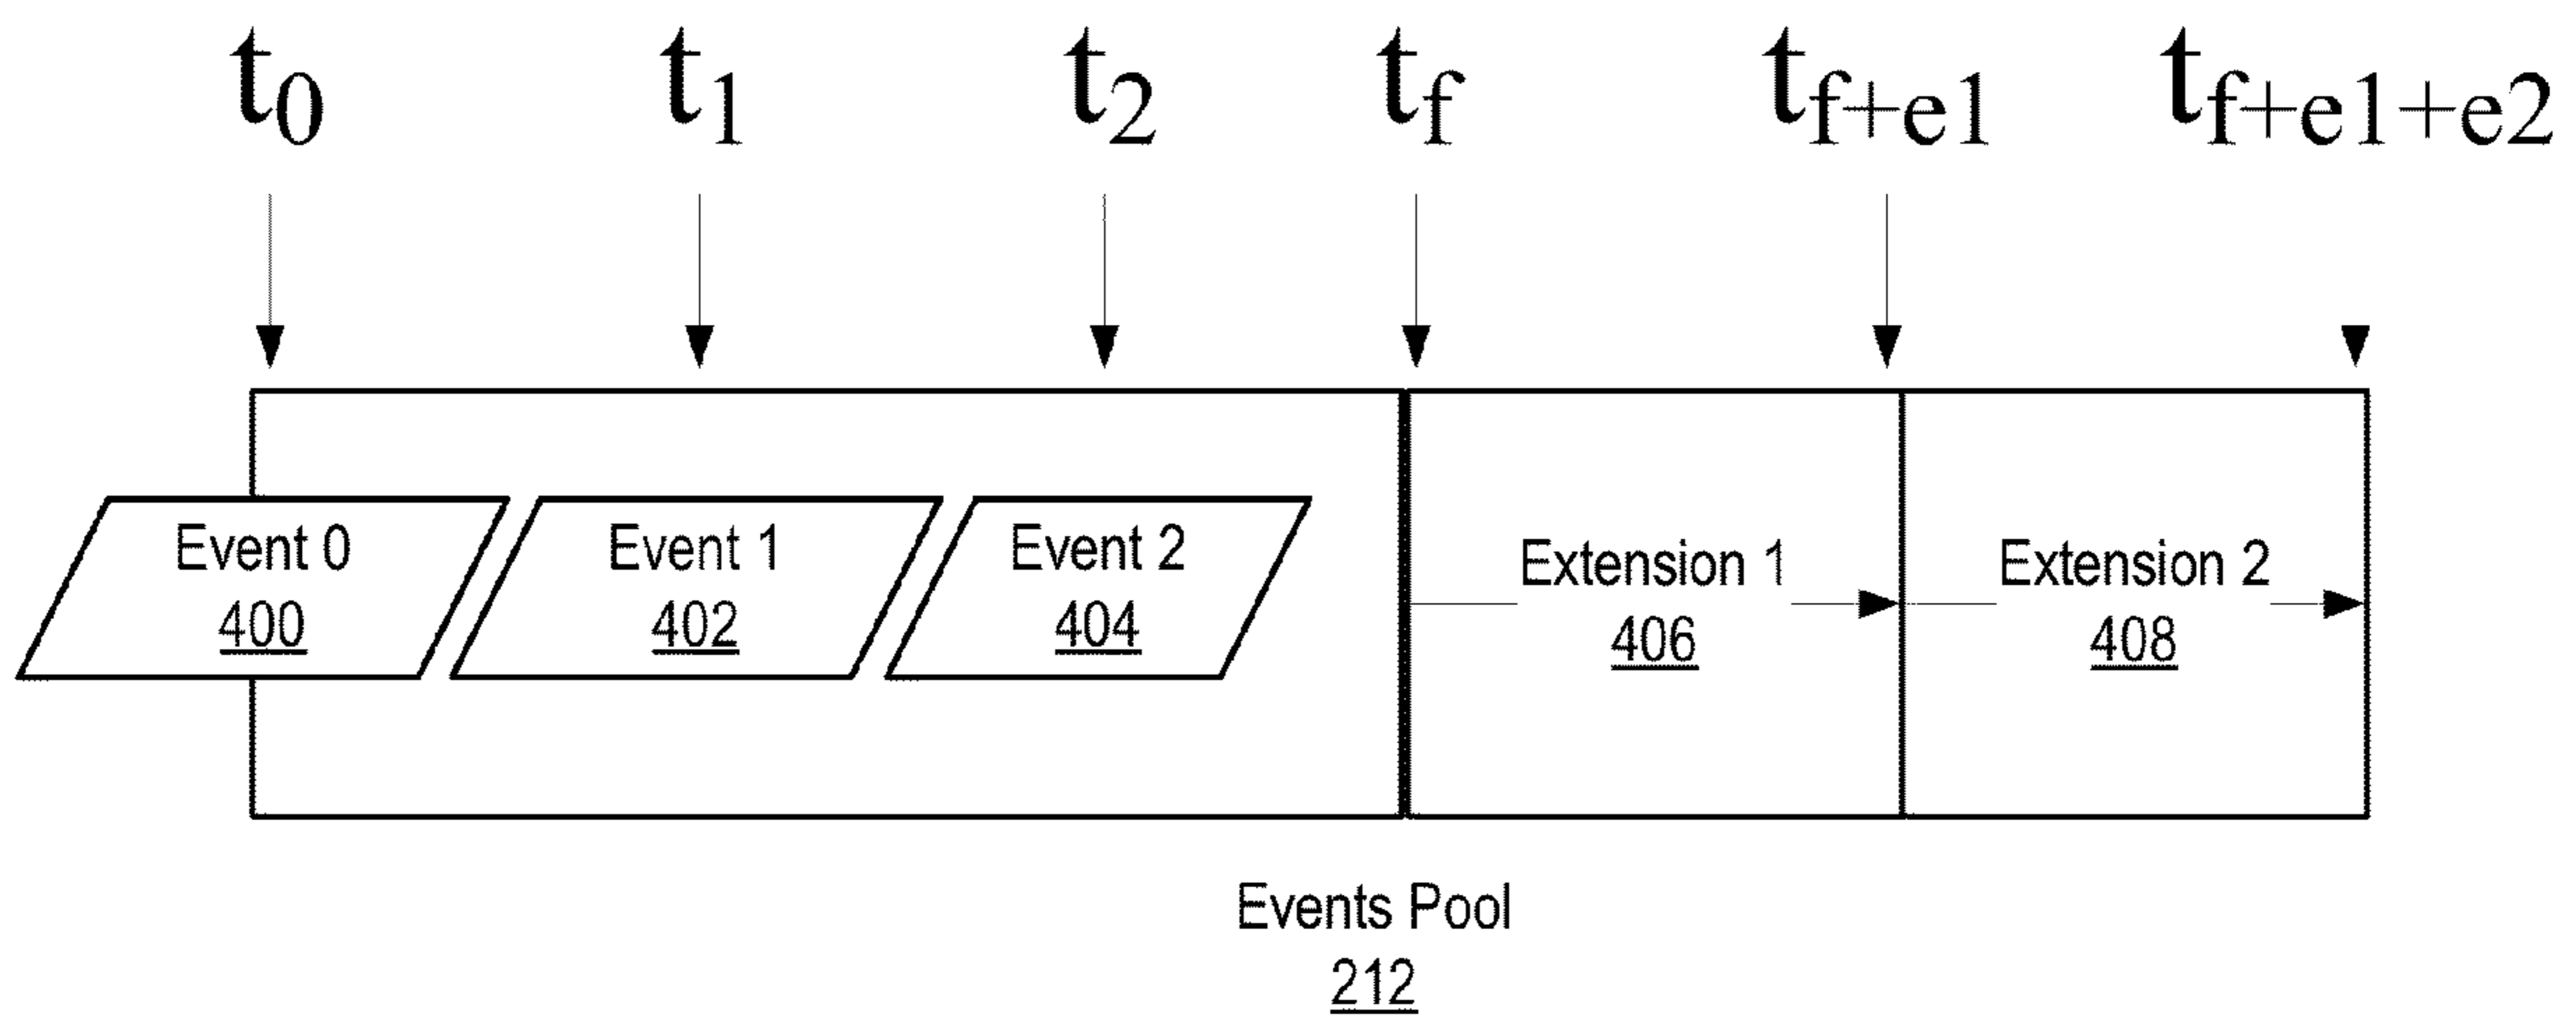 t0 t1 t2 tf tf+e1 tf+e1+e2
Event 0 Event 1 Event 2
400 402 404
Extension 1 Extension 2
406 408
Events Pool
212